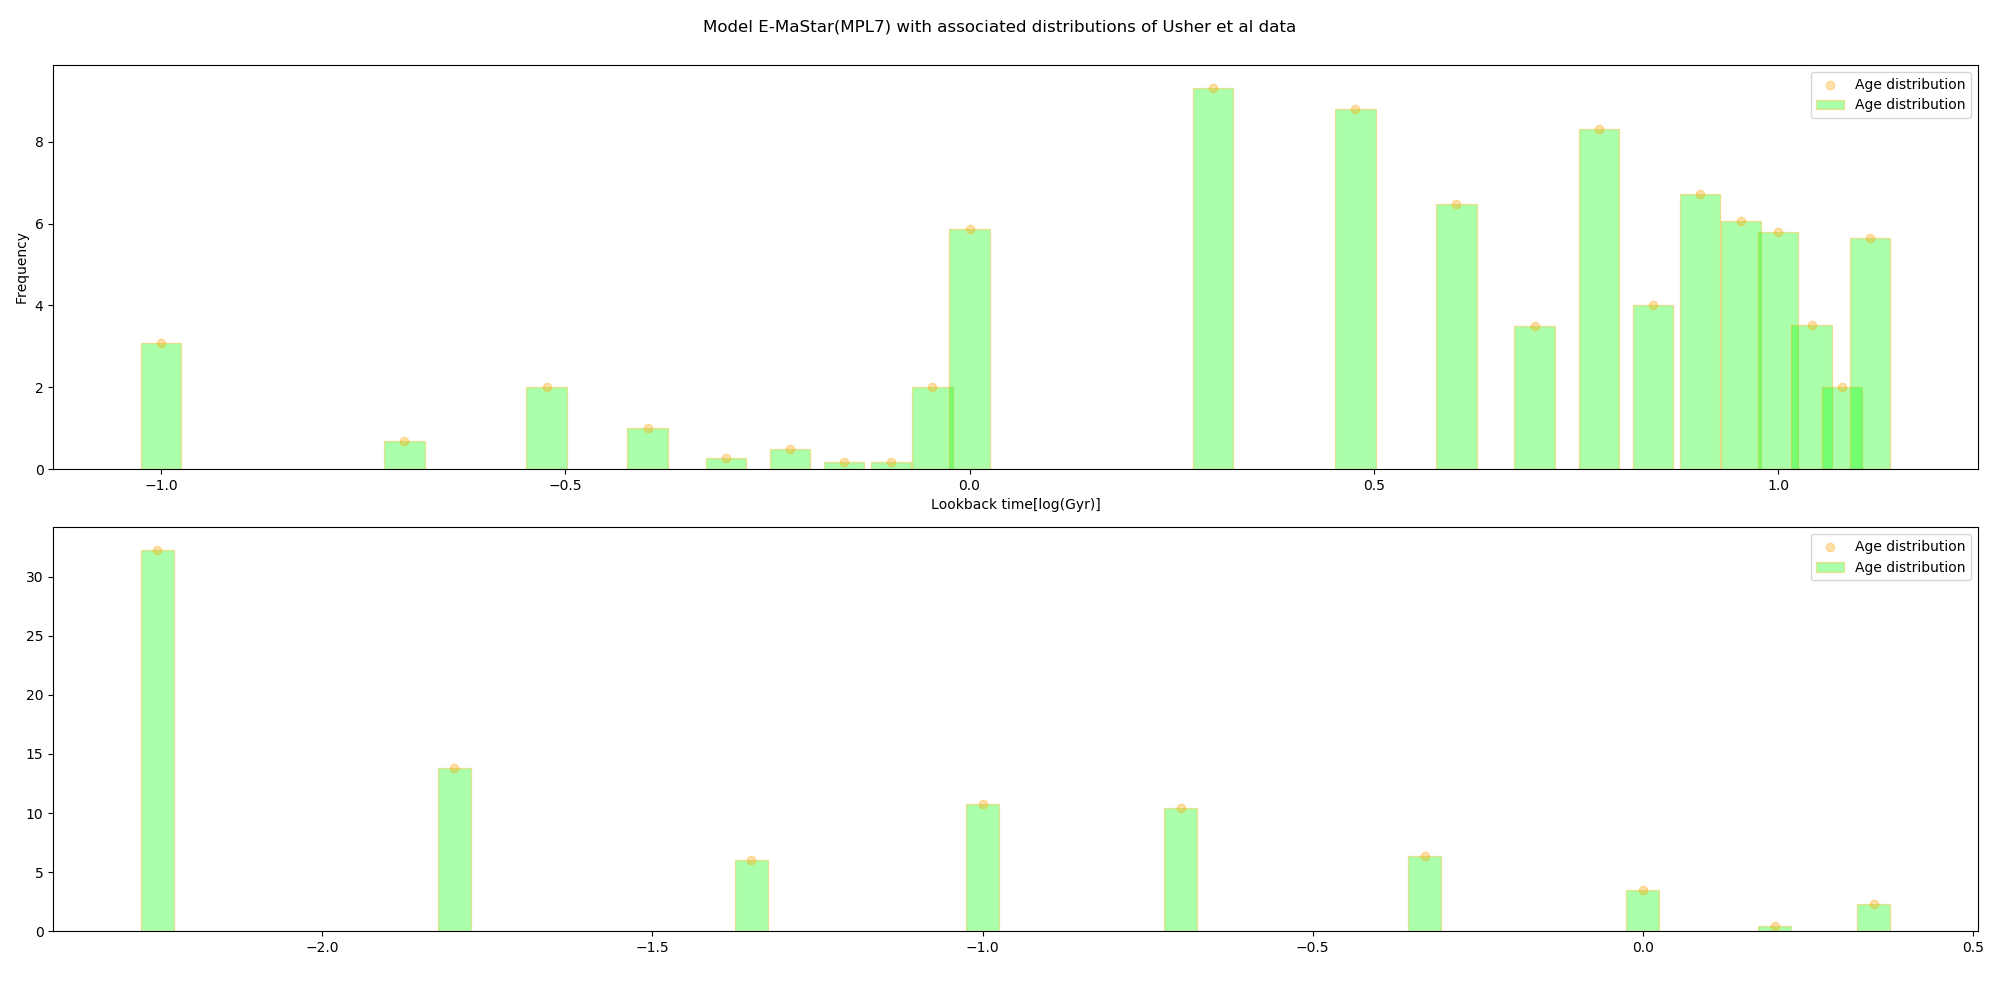 Model E-MaStar(MPL7) with associated distributions of Usher et al data
Age distribution
Age distribution
Frequency
8
6
4
2
0
−1.0 −0.5 0.0 0.5 1.0
Lookback time[log(Gyr)]
Age distribution
Age distribution
30
25
20
15
10
5
0
−2.0 −1.5 −1.0 −0.5 0.0 0.5